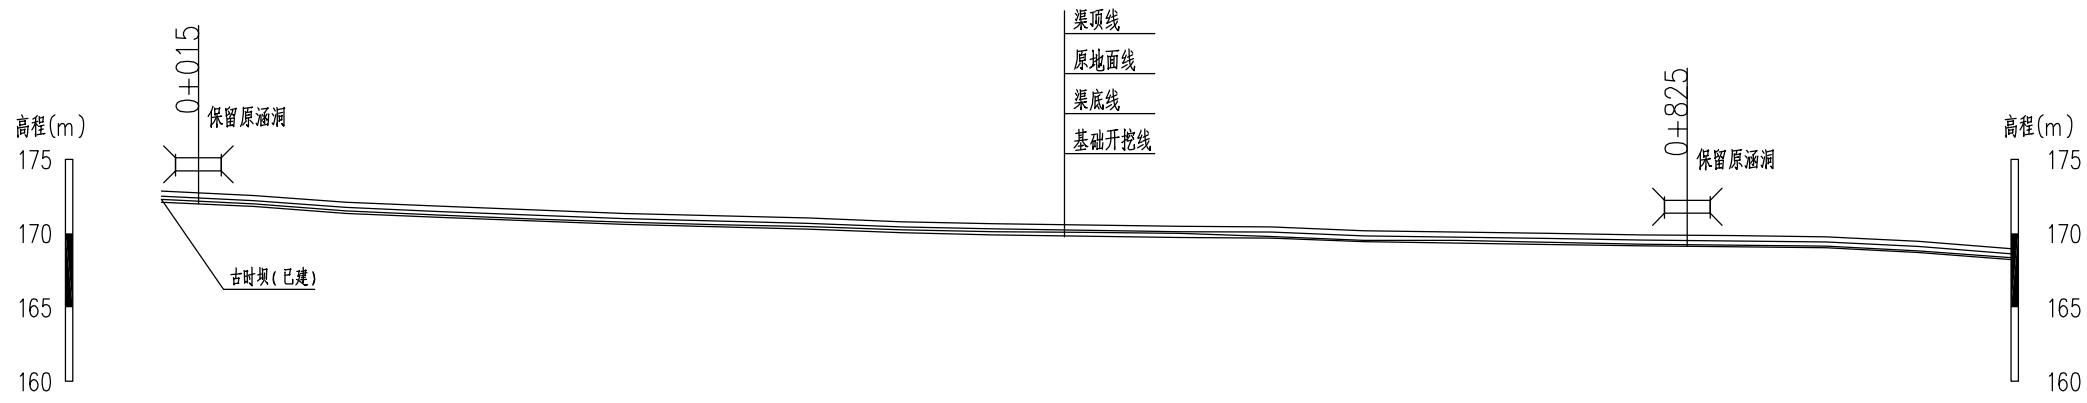 渠顶线
原地面线
渠底线
基础开挖线
0+015
保留原涵洞
0+825
保留原涵洞
高程(m)
175
170
165
160
古时坝(已建)
高程(m)
175
170
165
160